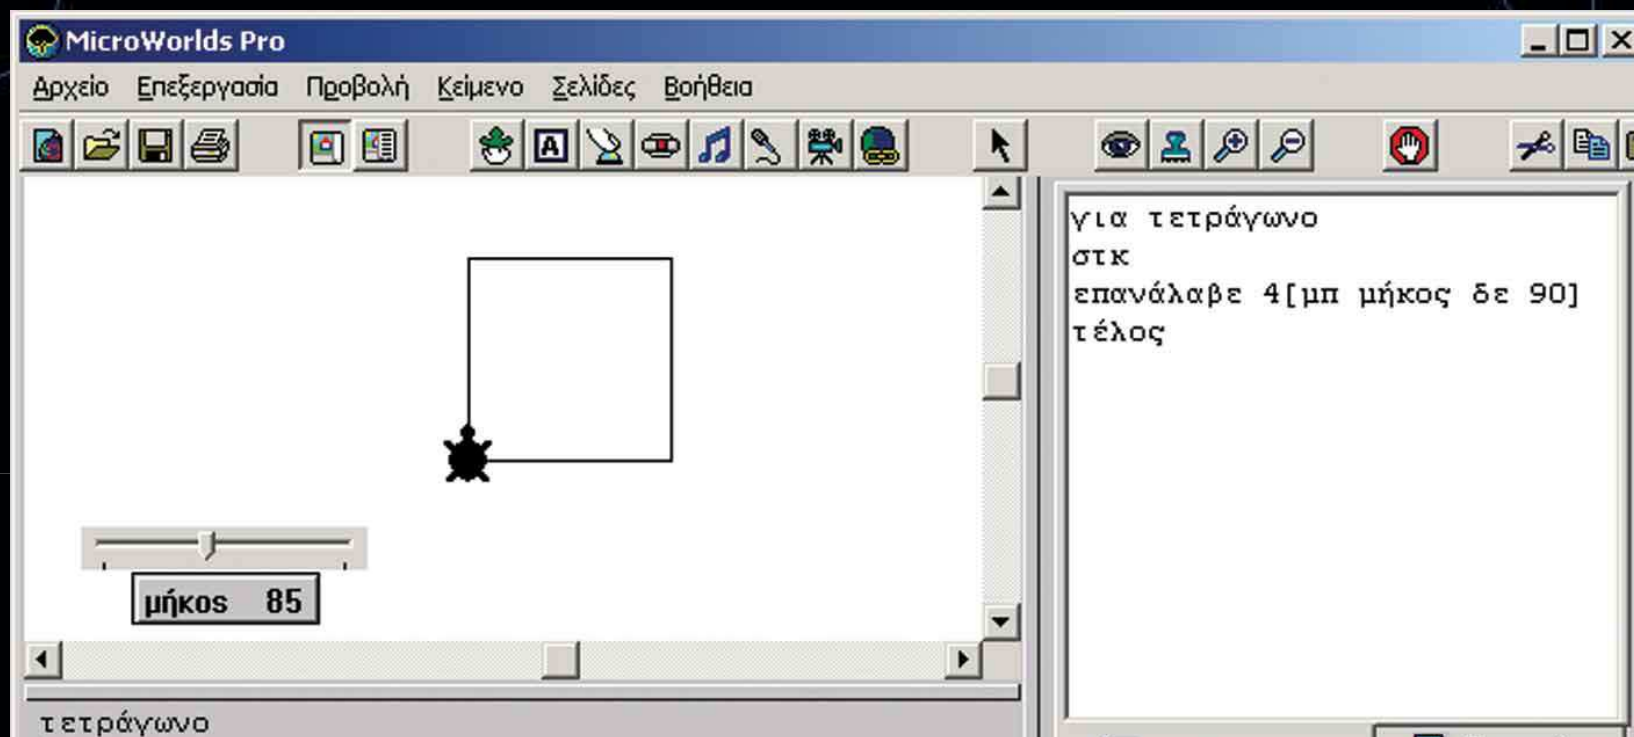 MicroWorlds Pro
Αρχείο Επεξεργασία Προβολή Κείμενο Σελίδες Βοήθεια
A
για τετράγωνο
στκ
επανάλαβε 4[μπ μήκος δε 90]
τέλος
μήκος 85
τετράγωνο